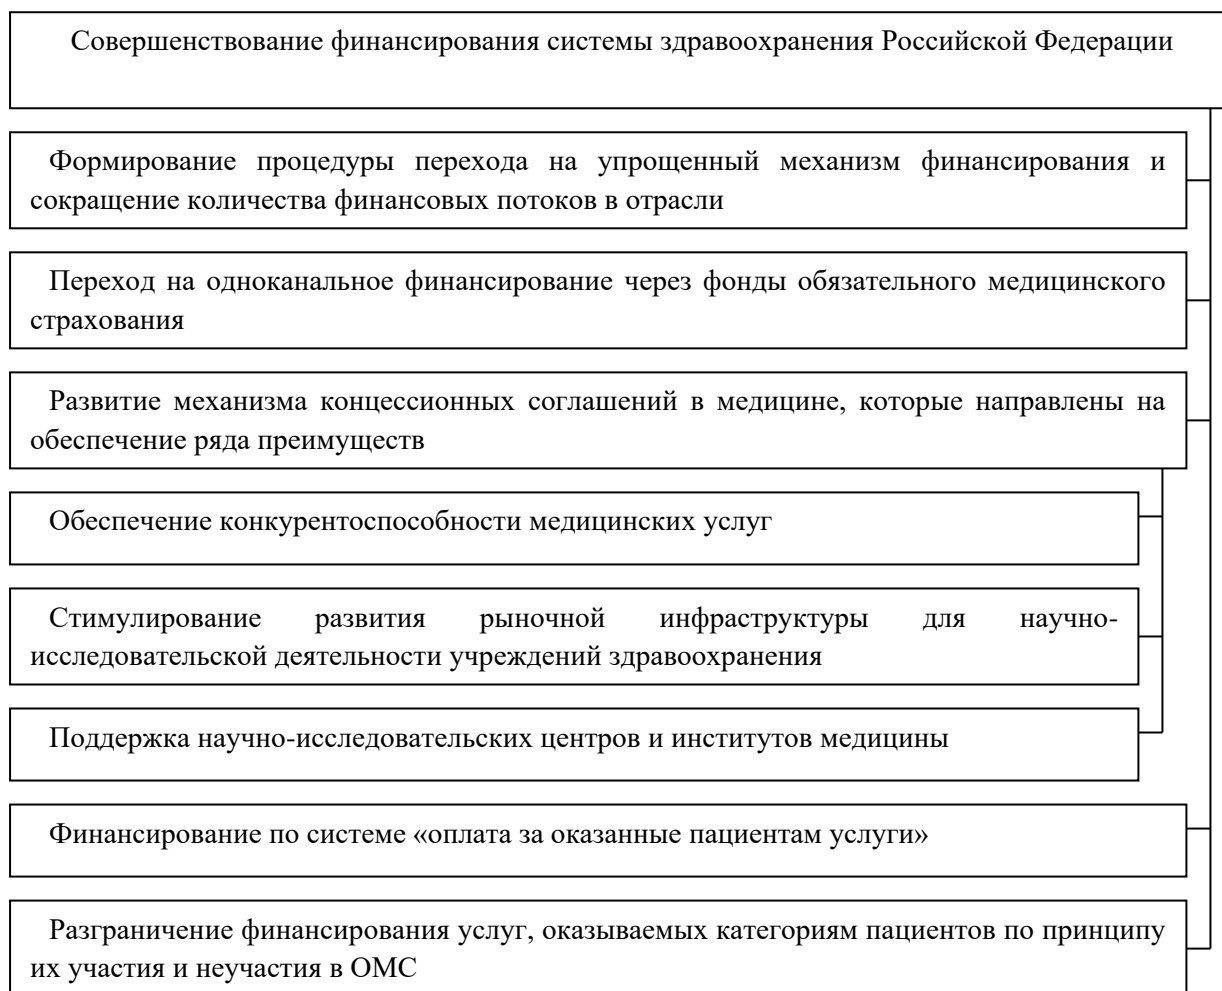 Совершенствование финансирования системы здравоохранения Российской Федерации
Формирование процедуры перехода на упрощенный механизм финансирования и
сокращение количества финансовых потоков в отрасли
Переход на одноканальное финансирование через фонды обязательного медицинского
страхования
Развитие механизма концессионных соглашений в медицине, которые направлены на
обеспечение ряда преимуществ
Обеспечение конкурентоспособности медицинских услуг
Стимулирование развития рыночной инфраструктуры для научно-
исследовательской деятельности учреждений здравоохранения
Поддержка научно-исследовательских центров и институтов медицины
Финансирование по системе «оплата за оказанные пациентам услуги»
Разграничение финансирования услуг, оказываемых категориям пациентов по принципу
их участия и неучастия в ОМС